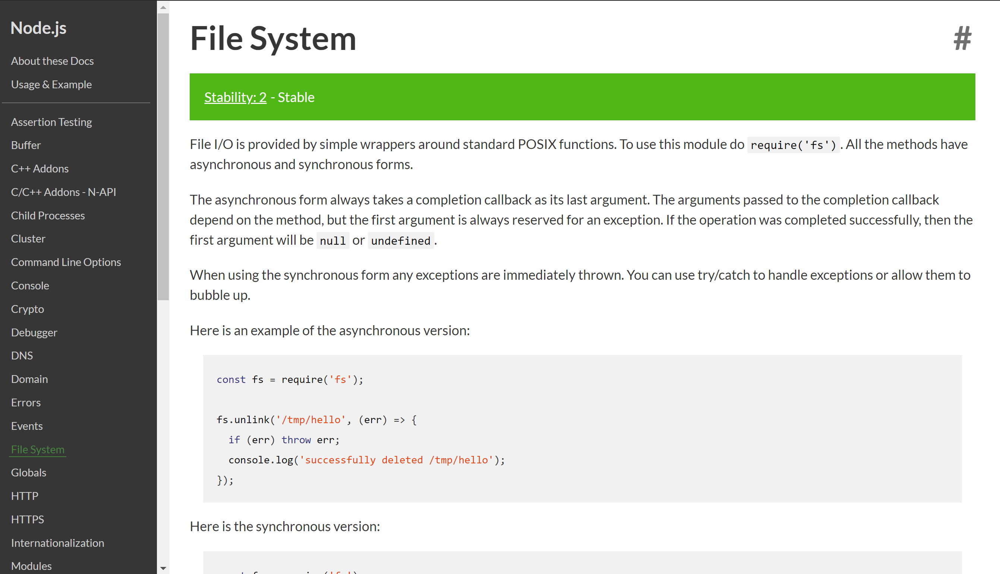 Node.js
About these Docs
Usage & Example
Assertion Testing
Buffer
C++ Addons
C/C++ Addons - N-API
Child Processes
Cluster
Command Line Options
Console
Crypto
Debugger
DNS
Domain
Errors
Events
File System
Globals
HTTP
HTTPS
Internationalization
Modules
File System
#
Stability: 2 - Stable
File I/O is provided by simple wrappers around standard POSIX functions. To use this module do require('fs'). All the methods have
asynchronous and synchronous forms.
The asynchronous form always takes a completion callback as its last argument. The arguments passed to the completion callback
depend on the method, but the first argument is always reserved for an exception. If the operation was completed successfully, then the
first argument will be null or undefined.
When using the synchronous form any exceptions are immediately thrown. You can use try/catch to handle exceptions or allow them to
bubble up.
Here is an example of the asynchronous version:
const fs = require('fs');
fs.unlink('/tmp/hello', (err) => {
  if (err) throw err;
  console.log('successfully deleted /tmp/hello');
});
Here is the synchronous version: